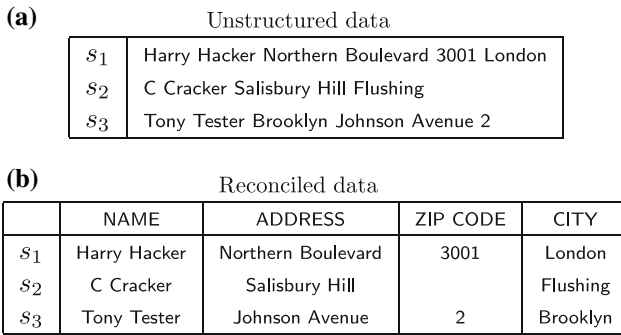 (a)
Unstructured data
s1 Harry Hacker Northern Boulevard 3001 London
s2 C Cracker Salisbury Hill Flushing
s3 Tony Tester Brooklyn Johnson Avenue 2
(b)
Reconciled data
NAME ADDRESS ZIP CODE CITY
s1 Harry Hacker Northern Boulevard 3001 London
s2 C Cracker Salisbury Hill Flushing
s3 Tony Tester Johnson Avenue 2 Brooklyn